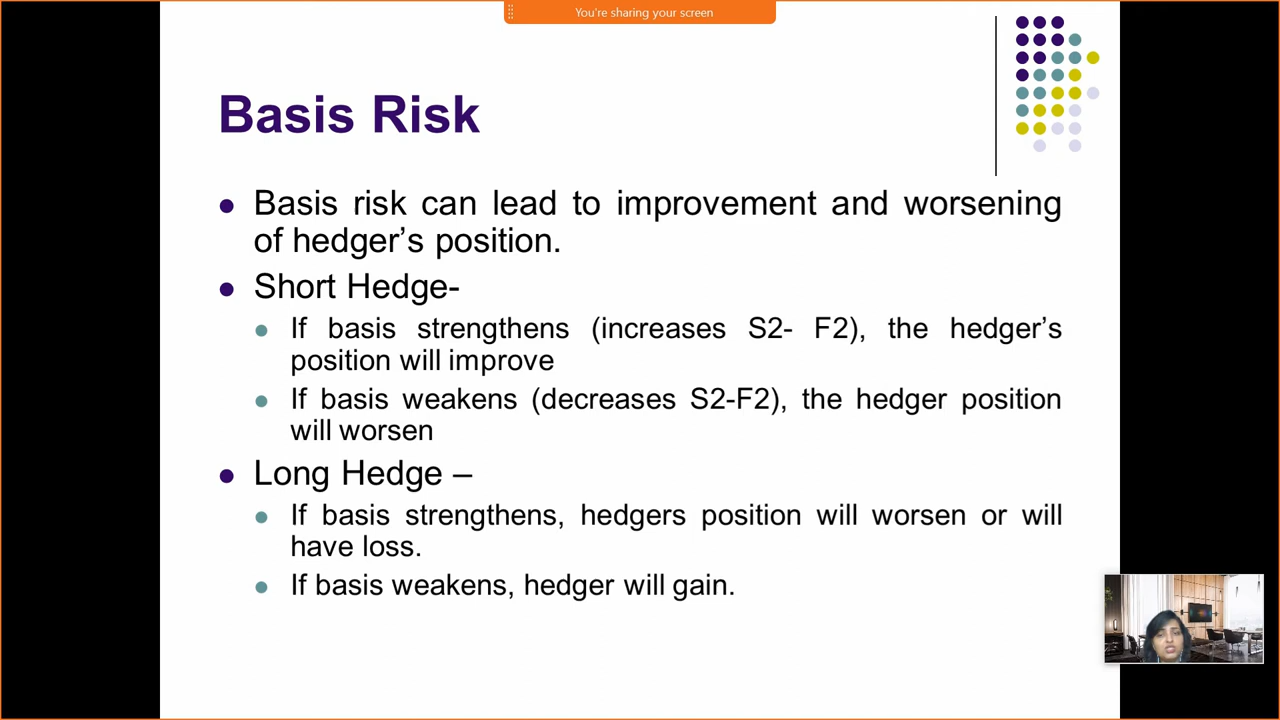 You're sharing your screen
Basis Risk
Basis risk can lead to improvement and worsening
of hedger’s position.
Short Hedge-
If basis strengthens (increases S2- F2), the hedger’s
position will improve
If basis weakens (decreases S2-F2), the hedger position
will worsen
Long Hedge –
If basis strengthens, hedgers position will worsen or will
have loss.
If basis weakens, hedger will gain.